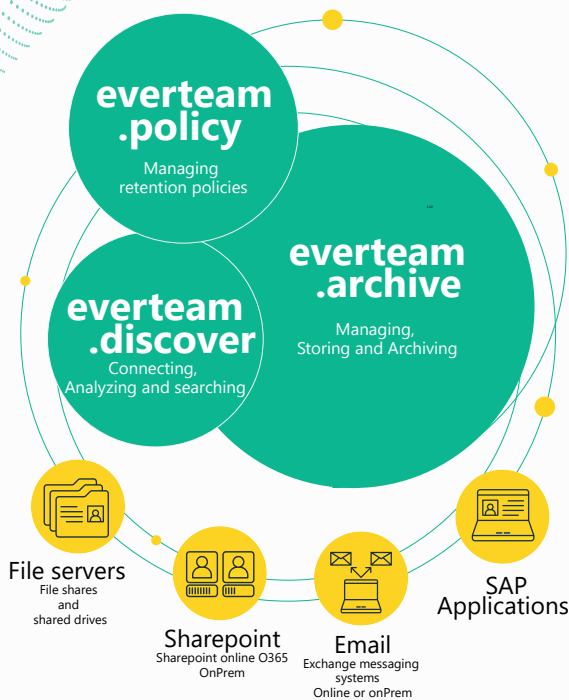 everteam
.policy
Managing
retention policies
everteam
.archive
Managing,
Storing and Archiving
everteam
.discover
Connecting,
Analyzing and searching
File servers
File shares
and
shared drives
Sharepoint
Sharepoint online O365
OnPrem
Email
Exchange messaging
systems
Online or onPrem
SAP
Applications